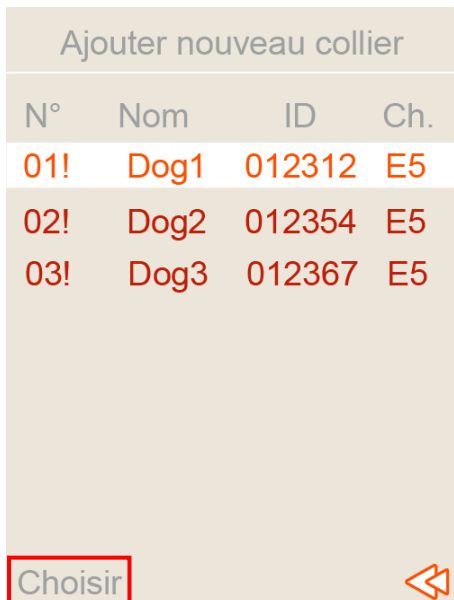 Ajouter nouveau collier
N° Nom ID Ch.
01! Dog1 012312 E5
02! Dog2 012354 E5
03! Dog3 012367 E5
Choisir